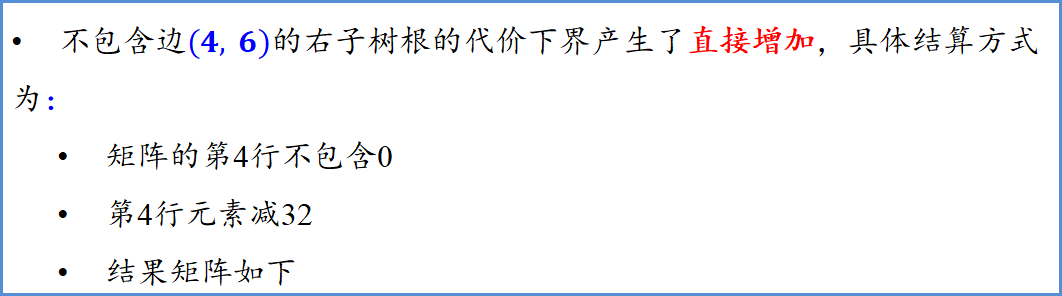 • 不包含边(4, 6)的右子树根的代价下界产生了直接增加，具体结算方式
为：
• 矩阵的第4行不包含0
• 第4行元素减32
• 结果矩阵如下